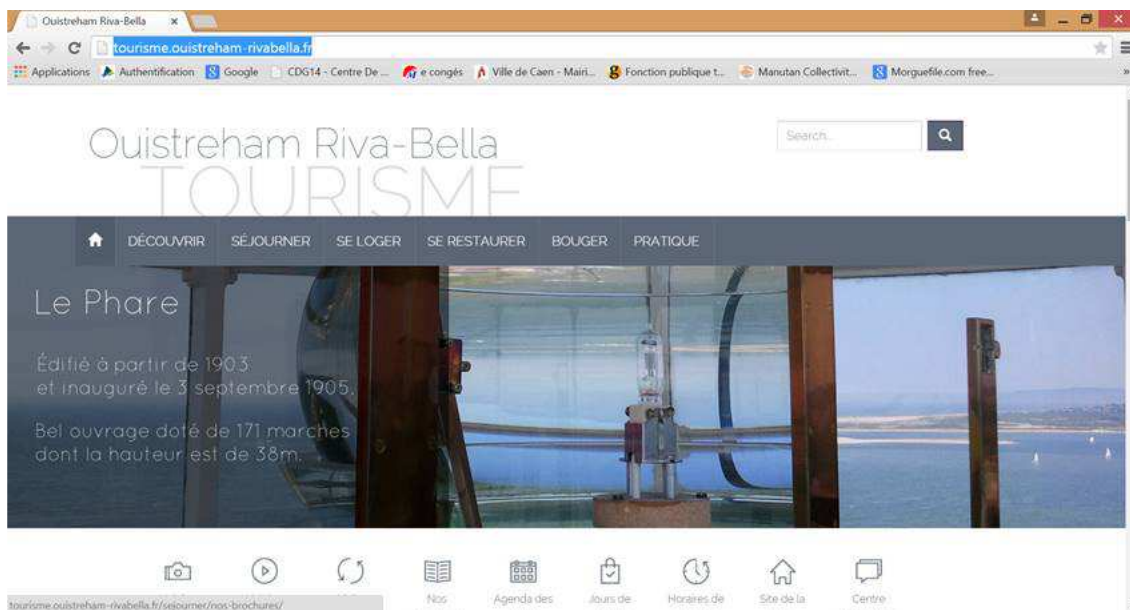 Ouistreham Riva-Bella
tourisme.ouistreham-rivabella.fr
Applications Authentification Google CDG14 - Centre De ... e congés Ville de Caen - Mairi... Fonction publique t... Manutan Collectivit... Morguefile.com free... »
Ouistreham Riva-Bella
TOURISME
Search...
DÉCOUVRIR SÉJOURNER SE LOGER SE RESTAURER BOUGER PRATIQUE
Le Phare
Édifié à partir de 1903
et inauguré le 3 septembre 1905.
Bel ouvrage doté de 171 marches
dont la hauteur est de 38m.
Nos Agenda des Jours de Horaires de Site de la Centre
tourisme.ouistreham-rivabella.fr/sejourner/nos-brochures/